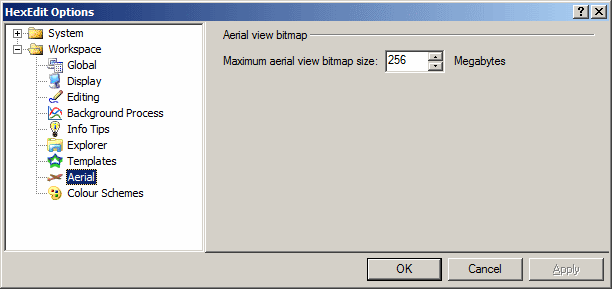 HexEdit Options
System
Workspace
Global
Display
Editing
Background Process
Info Tips
Explorer
Templates
Aerial
Colour Schemes
Aerial view bitmap
Maximum aerial view bitmap size: 256 Megabytes
OK Cancel Apply